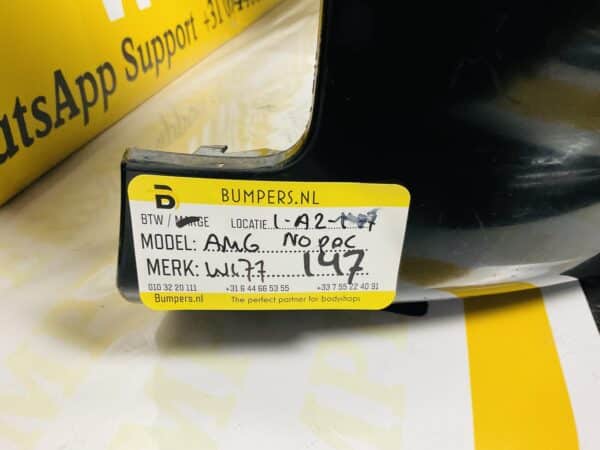 WhatsApp Support +31 6
BUMPERS.NL
BTW / MARGE LOCATIE 1-A2-
MODEL: AMG NO PDC
MERK: W177 147
010 32 20 111 +31 6 44 66 53 55 +33 7 55 22 40 91
Bumpers.nl The perfect partner for bodyshops